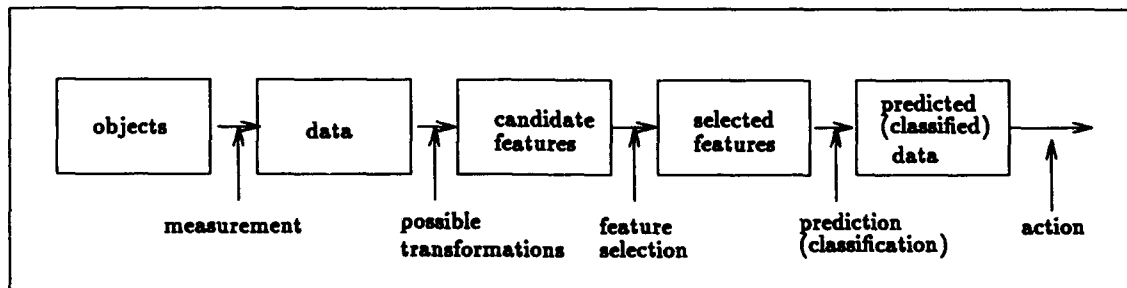 objects
data
candidate
features
selected
features
predicted
(classified)
data
measurement
possible
transformations
feature
selection
prediction
(classification)
action